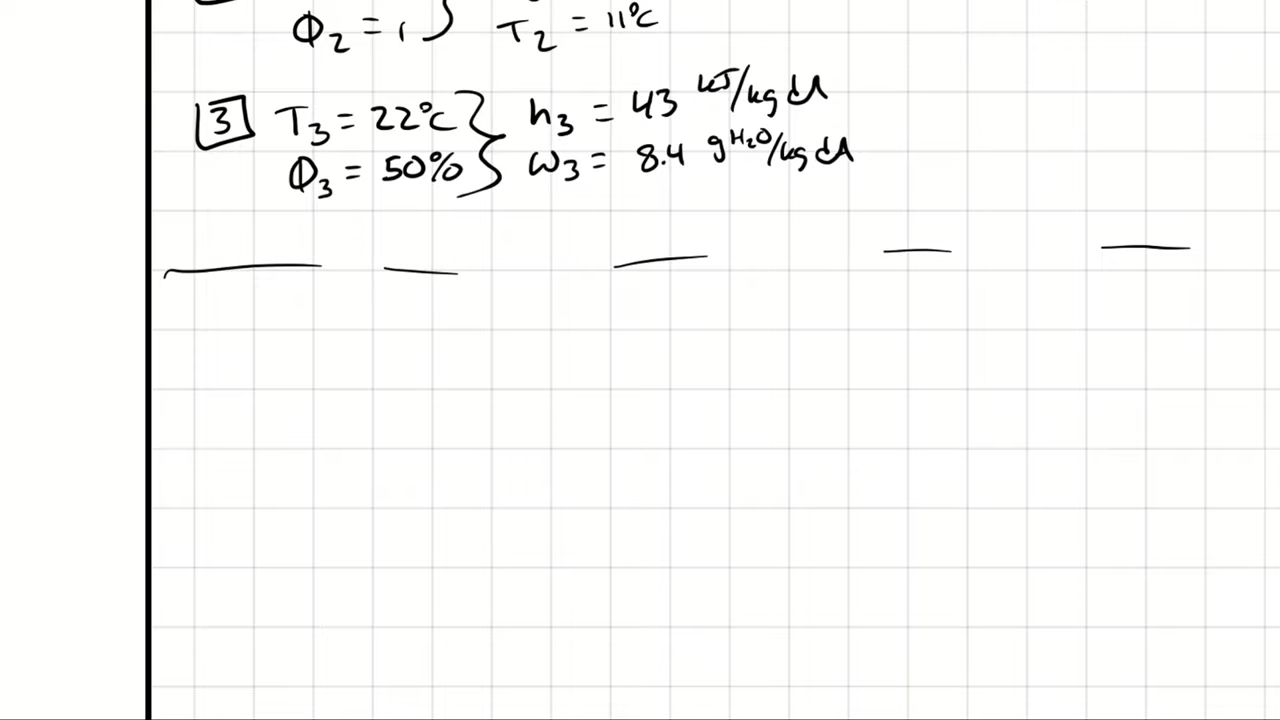 Φ₂ = 1 } T₂ = 11°C
[3] T₃ = 22°C } h₃ = 43 kJ/kg dA
Φ₃ = 50% } ω₃ = 8.4 g H₂O/kg dA